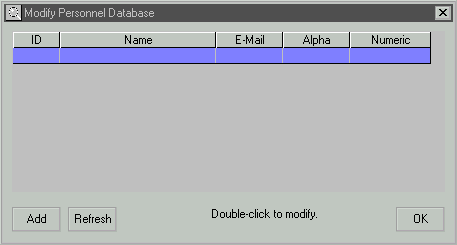 Modify Personnel Database
ID Name E-Mail Alpha Numeric
Add Refresh Double-click to modify. OK